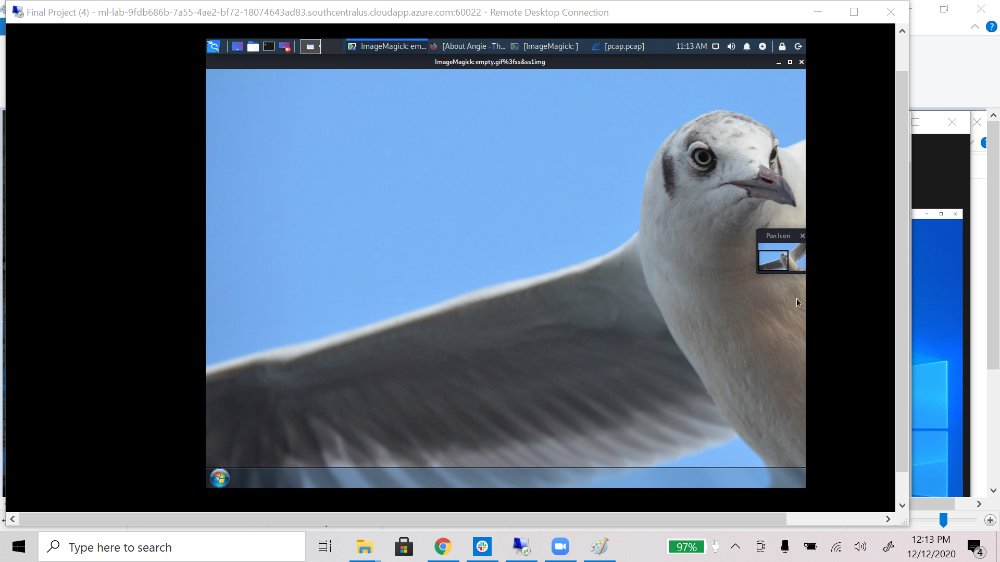 Final Project (4) - ml-lab-9fdb686b-7a55-4ae2-bf72-18074643ad83.southcentralus.cloudapp.azure.com:60022 - Remote Desktop Connection
ImageMagick: em... [About Angie -Th... [ImageMagick: ] [pcap.pcap] 11:13 AM
ImageMagick: empty.gif%3fss&ss1img
Pan Icon
Type here to search
97%
12:13 PM
12/12/2020
4